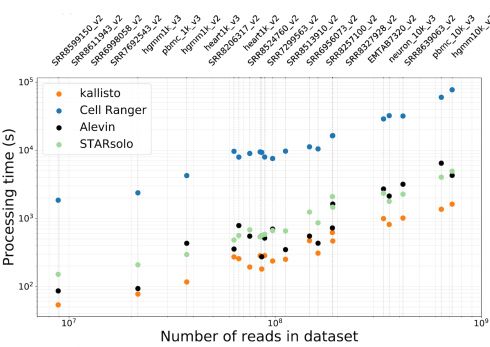 SRR8599150_v2
SRR8611943_v2
SRR6998058_v2
SRR7692543_v2
hgmm1k_v3
pbmc_1k_v3
hgmm1k_v2
heart1k_v3
SRR8206317_v2
heart1k_v2
SRR8524760_v2
SRR7299563_v2
SRR8513910_v2
SRR6956073_v2
SRR8257100_v2
SRR8327928_v2
EMTAB7320_v2
neuron_10k_v3
SRR8639063_v2
pbmc_10k_v3
hgmm10k_v
Processing time (s)
10⁵
10⁴
10³
10²
kallisto
Cell Ranger
Alevin
STARsolo
10⁷ 10⁸ 10⁹
Number of reads in dataset